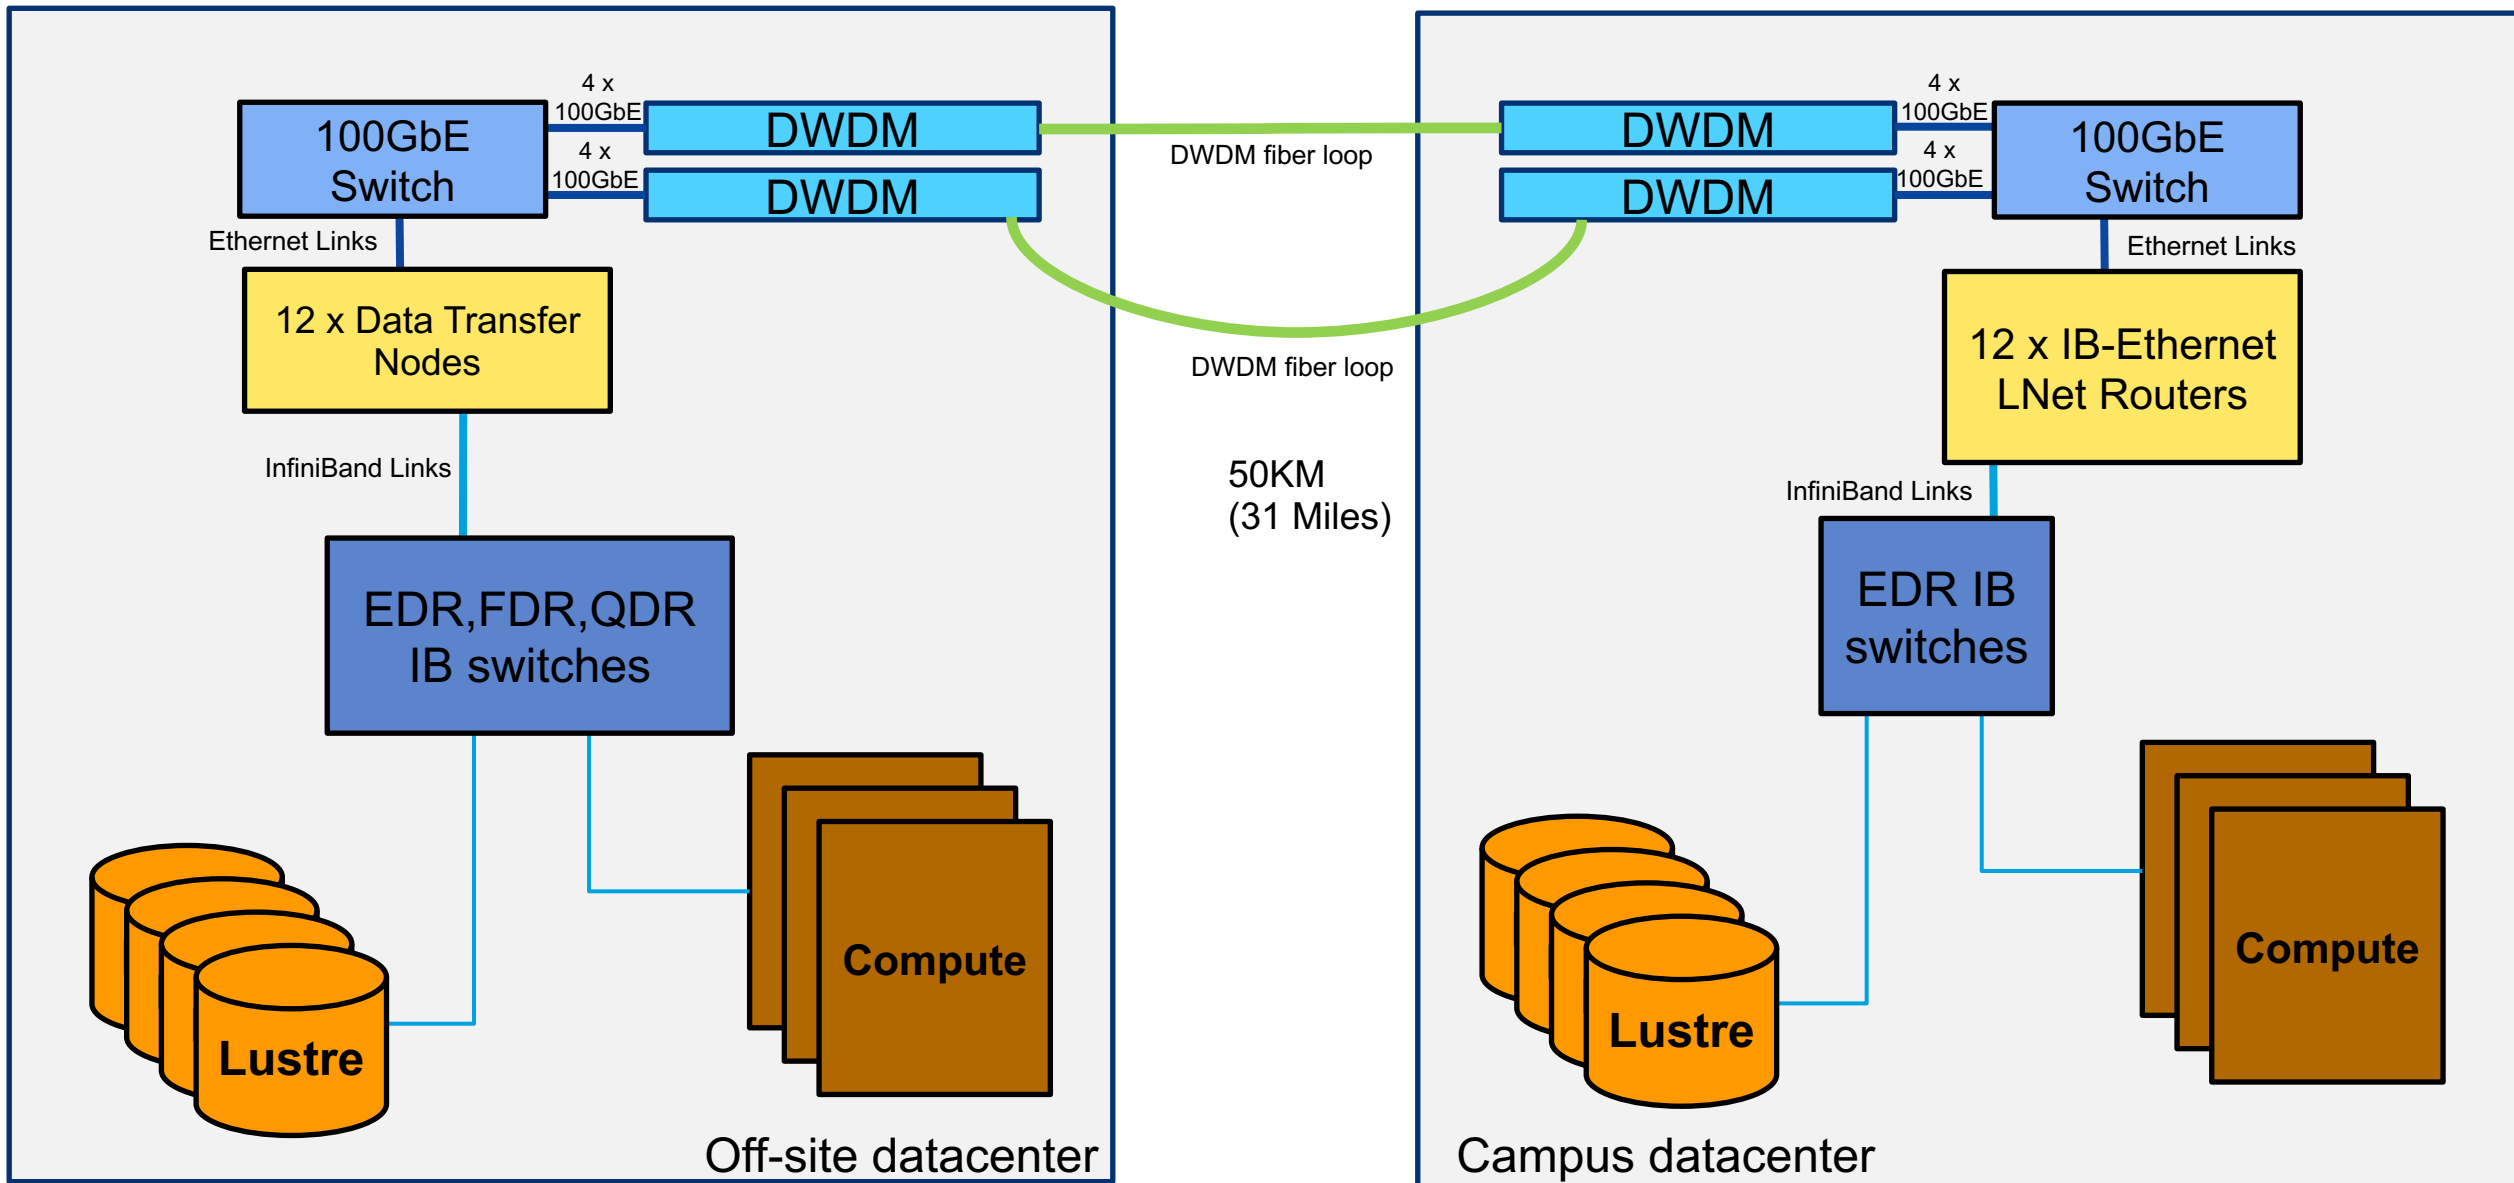 4 x
100GbE
100GbE
Switch
4 x
100GbE
DWDM
DWDM
Ethernet Links
12 x Data Transfer
Nodes
InfiniBand Links
EDR,FDR,QDR
IB switches
Lustre
Compute
Off-site datacenter
DWDM fiber loop
DWDM fiber loop
50KM
(31 Miles)
DWDM
DWDM
4 x
100GbE
4 x
100GbE
100GbE
Switch
Ethernet Links
12 x IB-Ethernet
LNet Routers
InfiniBand Links
EDR IB
switches
Lustre
Compute
Campus datacenter